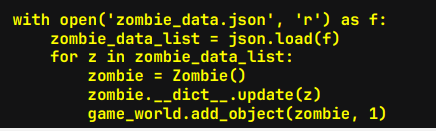 with open('zombie_data.json', 'r') as f:
    zombie_data_list = json.load(f)
    for z in zombie_data_list:
        zombie = Zombie()
        zombie.__dict__.update(z)
        game_world.add_object(zombie, 1)